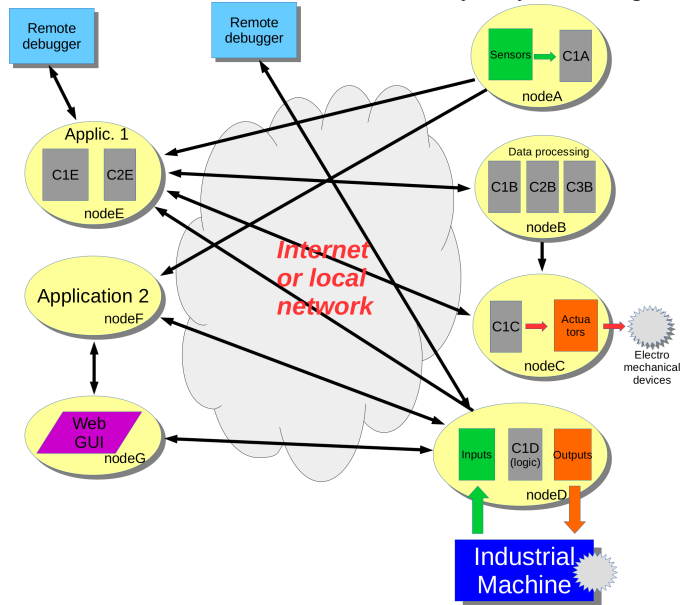 Remote
debugger
Remote
debugger
Sensors
C1A
nodeA
Applic. 1
C1E
C2E
nodeE
Data processing
C1B
C2B
C3B
nodeB
Internet
or local
network
Application 2
nodeF
C1C
Actua
tors
nodeC
Electro
mechanical
devices
Web
GUI
nodeG
Inputs
C1D
(logic)
Outputs
nodeD
Industrial
Machine